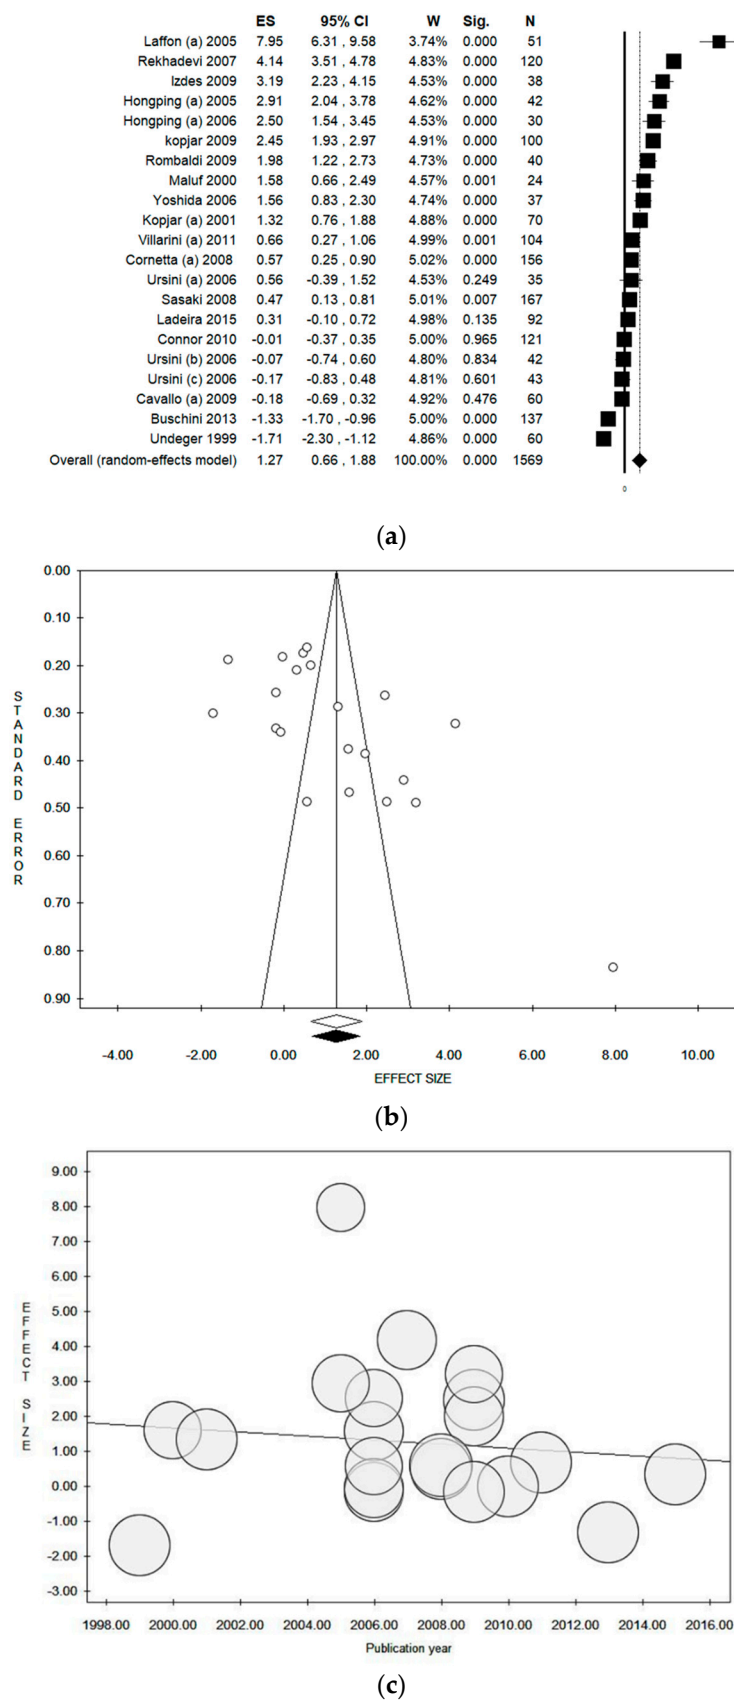 ES 95% CI W Sig. N
Laffon (a) 2005 7.95 6.31 , 9.58 3.74% 0.000 51
Rekhadevi 2007 4.14 3.51 , 4.78 4.83% 0.000 120
Izdes 2009 3.19 2.23 , 4.15 4.53% 0.000 38
Hongping (a) 2005 2.91 2.04 , 3.78 4.62% 0.000 42
Hongping (a) 2006 2.50 1.54 , 3.45 4.53% 0.000 30
kopjar 2009 2.45 1.93 , 2.97 4.91% 0.000 100
Rombaldi 2009 1.98 1.22 , 2.73 4.73% 0.000 40
Maluf 2000 1.58 0.66 , 2.49 4.57% 0.001 24
Yoshida 2006 1.56 0.83 , 2.30 4.74% 0.000 37
Kopjar (a) 2001 1.32 0.76 , 1.88 4.88% 0.000 70
Villarini (a) 2011 0.66 0.27 , 1.06 4.99% 0.001 104
Cornetta (a) 2008 0.57 0.25 , 0.90 5.02% 0.000 156
Ursini (a) 2006 0.56 -0.39 , 1.52 4.53% 0.249 35
Sasaki 2008 0.47 0.13 , 0.81 5.01% 0.007 167
Ladeira 2015 0.31 -0.10 , 0.72 4.98% 0.135 92
Connor 2010 -0.01 -0.37 , 0.35 5.00% 0.965 121
Ursini (b) 2006 -0.07 -0.74 , 0.60 4.80% 0.834 42
Ursini (c) 2006 -0.17 -0.83 , 0.48 4.81% 0.601 43
Cavallo (a) 2009 -0.18 -0.69 , 0.32 4.92% 0.476 60
Buschini 2013 -1.33 -1.70 , -0.96 5.00% 0.000 137
Undeger 1999 -1.71 -2.30 , -1.12 4.86% 0.000 60
Overall (random-effects model) 1.27 0.66 , 1.88 100.00% 0.000 1569
0
(a)
STANDARD ERROR
0.00
0.10
0.20
0.30
0.40
0.50
0.60
0.70
0.80
0.90
-4.00 -2.00 0.00 2.00 4.00 6.00 8.00 10.00
EFFECT SIZE
(b)
EFFECT SIZE
9.00
8.00
7.00
6.00
5.00
4.00
3.00
2.00
1.00
0.00
-1.00
-2.00
-3.00
1998.00 2000.00 2002.00 2004.00 2006.00 2008.00 2010.00 2012.00 2014.00 2016.00
Publication year
(c)